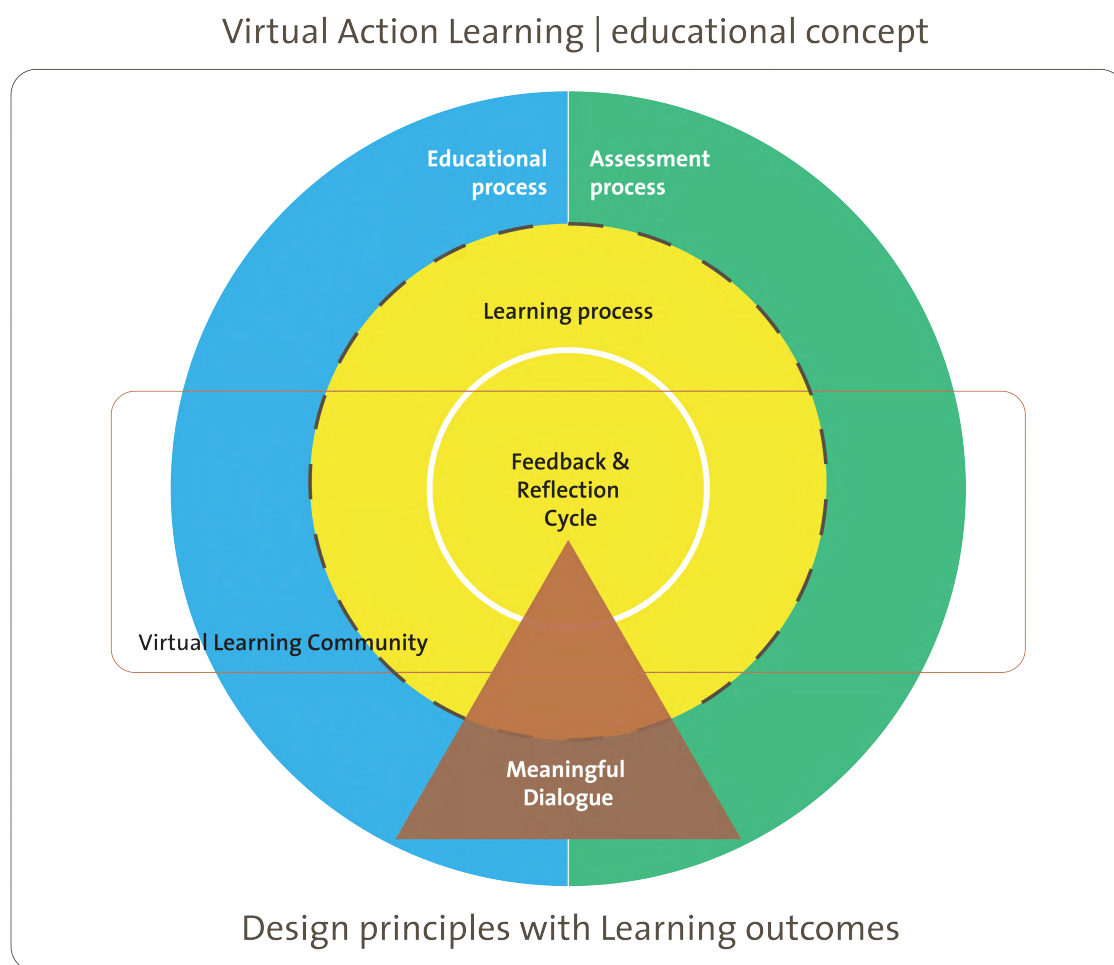 Virtual Action Learning | educational concept
Educational
process
Assessment
process
Learning process
Feedback &
Reflection
Cycle
Virtual Learning Community
Meaningful
Dialogue
Design principles with Learning outcomes